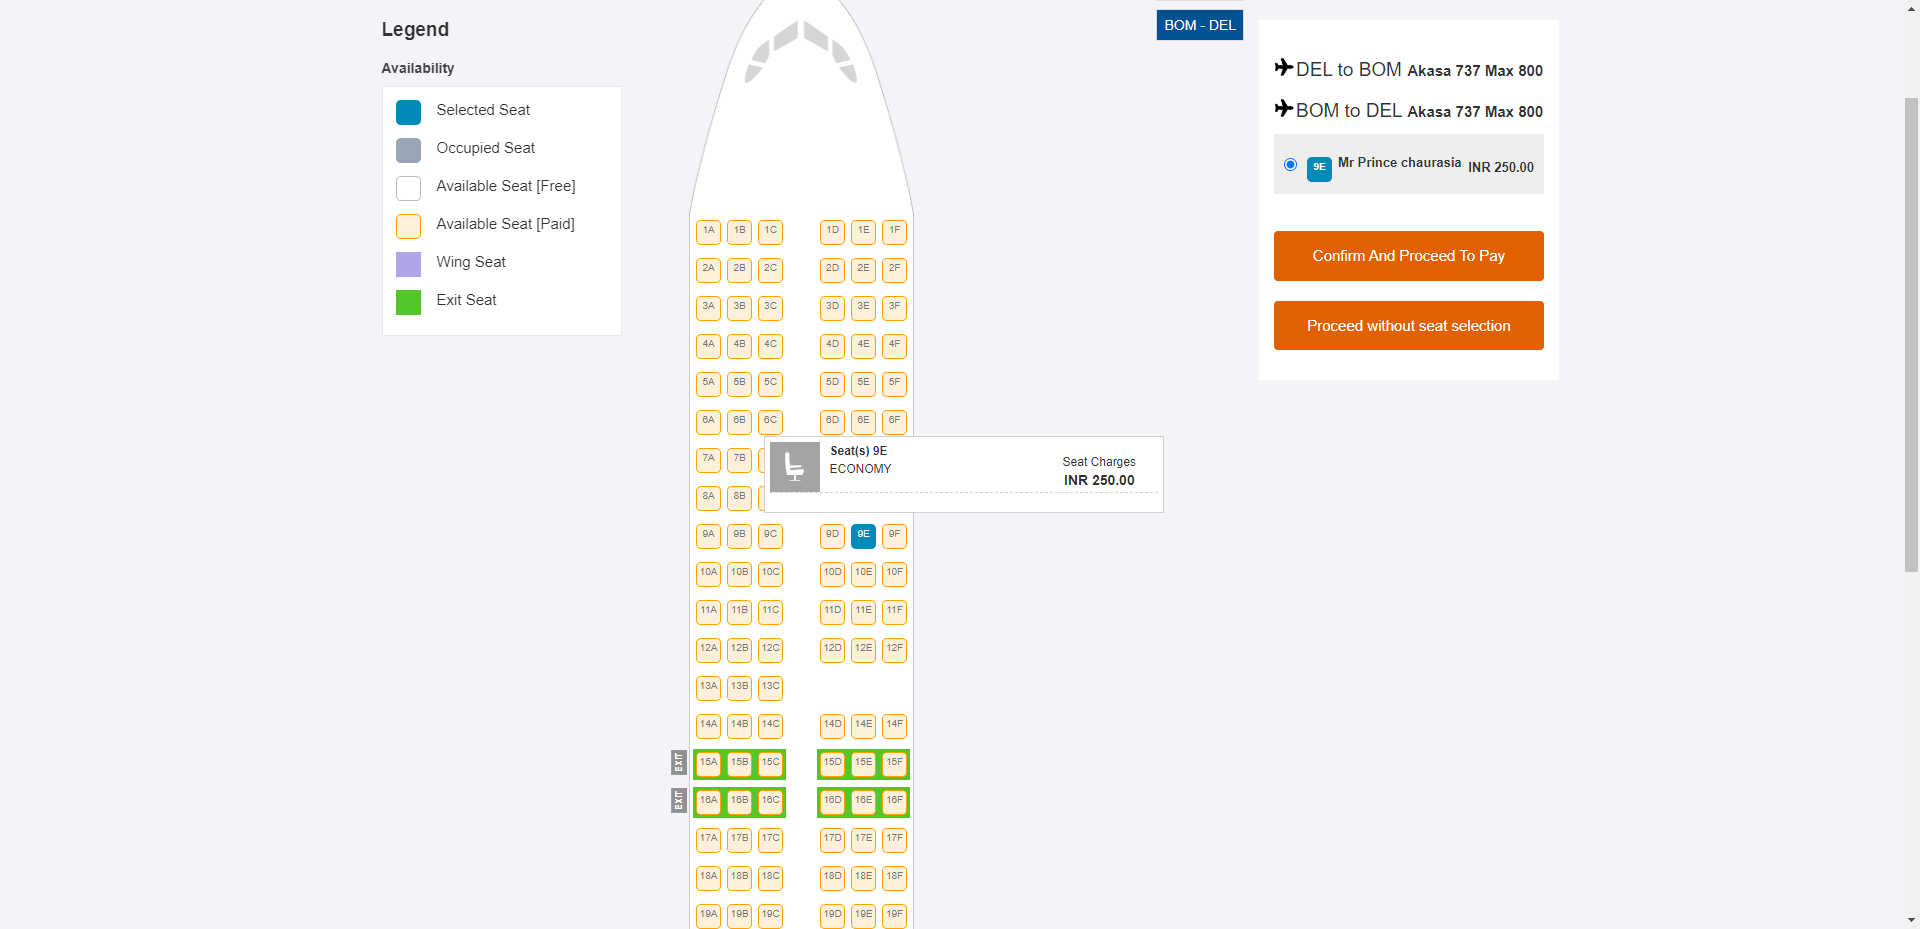 Legend
Availability
Selected Seat
Occupied Seat
Available Seat [Free]
Available Seat [Paid]
Wing Seat
Exit Seat
BOM - DEL
DEL to BOM Akasa 737 Max 800
BOM to DEL Akasa 737 Max 800
9E Mr Prince chaurasia INR 250.00
Confirm And Proceed To Pay
Proceed without seat selection
1A 1B 1C 1D 1E 1F
2A 2B 2C 2D 2E 2F
3A 3B 3C 3D 3E 3F
4A 4B 4C 4D 4E 4F
5A 5B 5C 5D 5E 5F
6A 6B 6C 6D 6E 6F
7A 7B
8A 8B
Seat(s) 9E
ECONOMY
Seat Charges
INR 250.00
9A 9B 9C 9D 9E 9F
10A 10B 10C 10D 10E 10F
11A 11B 11C 11D 11E 11F
12A 12B 12C 12D 12E 12F
13A 13B 13C
14A 14B 14C 14D 14E 14F
EXIT 15A 15B 15C 15D 15E 15F
EXIT 16A 16B 16C 16D 16E 16F
17A 17B 17C 17D 17E 17F
18A 18B 18C 18D 18E 18F
19A 19B 19C 19D 19E 19F